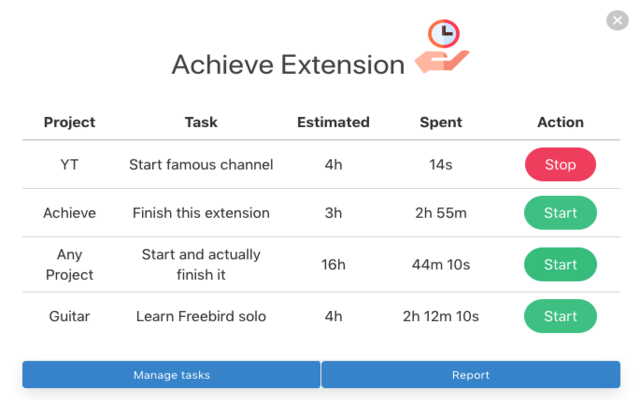 Achieve Extension
Project Task Estimated Spent Action
YT Start famous channel 4h 14s Stop
Achieve Finish this extension 3h 2h 55m Start
Any Project Start and actually finish it 16h 44m 10s Start
Guitar Learn Freebird solo 4h 2h 12m 10s Start
Manage tasks Report